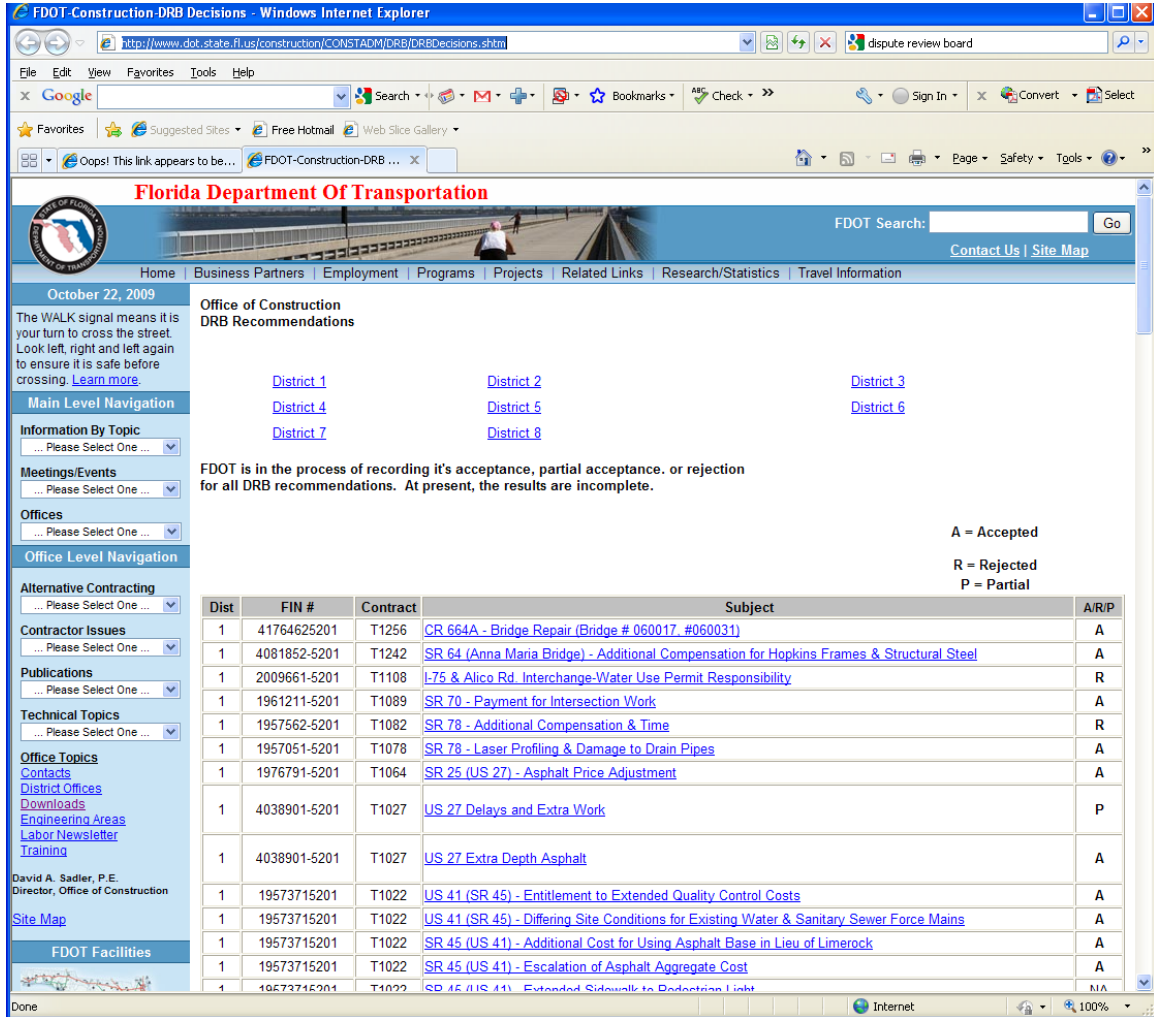 FDOT-Construction-DRB Decisions - Windows Internet Explorer
http://www.dot.state.fl.us/construction/CONSTADM/DRB/DRBDecisions.shtml
dispute review board
File Edit View Favorites Tools Help
x Google Search Bookmarks Check Sign In x Convert Select
Favorites Suggested Sites Free Hotmail Web Slice Gallery
Oops! This link appears to be... FDOT-Construction-DRB ... X Page Safety Tools
Florida Department Of Transportation
STATE OF FLORIDA DEPARTMENT OF TRANSPORTATION
FDOT Search: Go
Contact Us | Site Map
Home | Business Partners | Employment | Programs | Projects | Related Links | Research/Statistics | Travel Information
October 22, 2009
The WALK signal means it is
your turn to cross the street.
Look left, right and left again
to ensure it is safe before
crossing. Learn more.
Main Level Navigation
Information By Topic
... Please Select One ...
Meetings/Events
... Please Select One ...
Offices
... Please Select One ...
Office Level Navigation
Alternative Contracting
... Please Select One ...
Contractor Issues
... Please Select One ...
Publications
... Please Select One ...
Technical Topics
... Please Select One ...
Office Topics
Contacts
District Offices
Downloads
Engineering Areas
Labor Newsletter
Training
David A. Sadler, P.E.
Director, Office of Construction
Site Map
FDOT Facilities
Office of Construction
DRB Recommendations
District 1 District 2 District 3
District 4 District 5 District 6
District 7 District 8
FDOT is in the process of recording it's acceptance, partial acceptance. or rejection
for all DRB recommendations. At present, the results are incomplete.
A = Accepted
R = Rejected
P = Partial
Dist FIN # Contract Subject A/R/P
1 41764625201 T1256 CR 664A - Bridge Repair (Bridge # 060017, #060031) A
1 4081852-5201 T1242 SR 64 (Anna Maria Bridge) - Additional Compensation for Hopkins Frames & Structural Steel A
1 2009661-5201 T1108 I-75 & Alico Rd. Interchange-Water Use Permit Responsibility R
1 1961211-5201 T1089 SR 70 - Payment for Intersection Work A
1 1957562-5201 T1082 SR 78 - Additional Compensation & Time R
1 1957051-5201 T1078 SR 78 - Laser Profiling & Damage to Drain Pipes A
1 1976791-5201 T1064 SR 25 (US 27) - Asphalt Price Adjustment A
1 4038901-5201 T1027 US 27 Delays and Extra Work P
1 4038901-5201 T1027 US 27 Extra Depth Asphalt A
1 19573715201 T1022 US 41 (SR 45) - Entitlement to Extended Quality Control Costs A
1 19573715201 T1022 US 41 (SR 45) - Differing Site Conditions for Existing Water & Sanitary Sewer Force Mains A
1 19573715201 T1022 SR 45 (US 41) - Additional Cost for Using Asphalt Base in Lieu of Limerock A
1 19573715201 T1022 SR 45 (US 41) - Escalation of Asphalt Aggregate Cost A
1 19573715201 T1022 SR 45 (US 41) - Extended Sidewalk to Pedestrian Light NA
Done Internet 100%